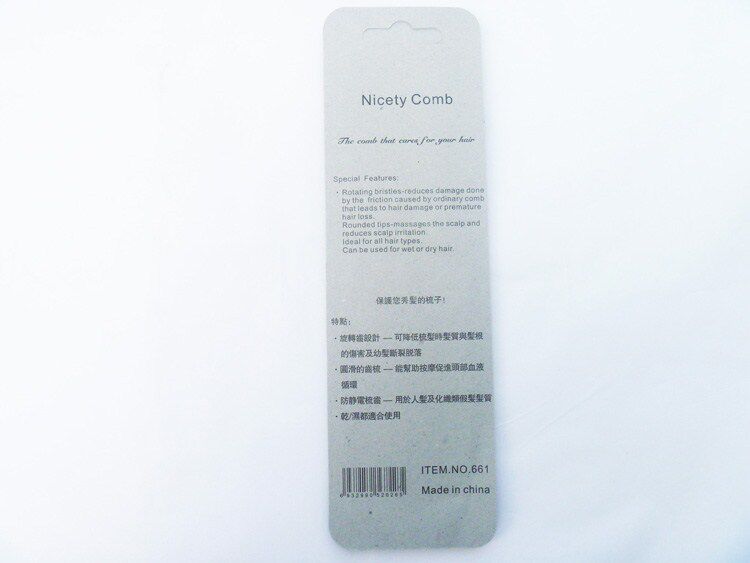 Nicety Comb
The comb that cares for your hair
Special Features:
· Rotating bristles-reduces damage done
by the friction caused by ordinary comb
that leads to hair damage or premature
hair loss.
Rounded tips-massages the scalp and
reduces scalp irritation.
Ideal for all hair types.
Can be used for wet or dry hair.
保護您秀髮的梳子!
特點:
· 旋轉齒設計 — 可降低梳髮時髮質與髮根
的傷害及幼髮斷裂脱落
· 圓滑的齒梳 — 能幫助按摩促進頭部血液
循環
· 防静電梳齒 — 用於人髮及化纖類假髮髮質
· 乾/濕都適合使用
ITEM.NO.661
Made in china